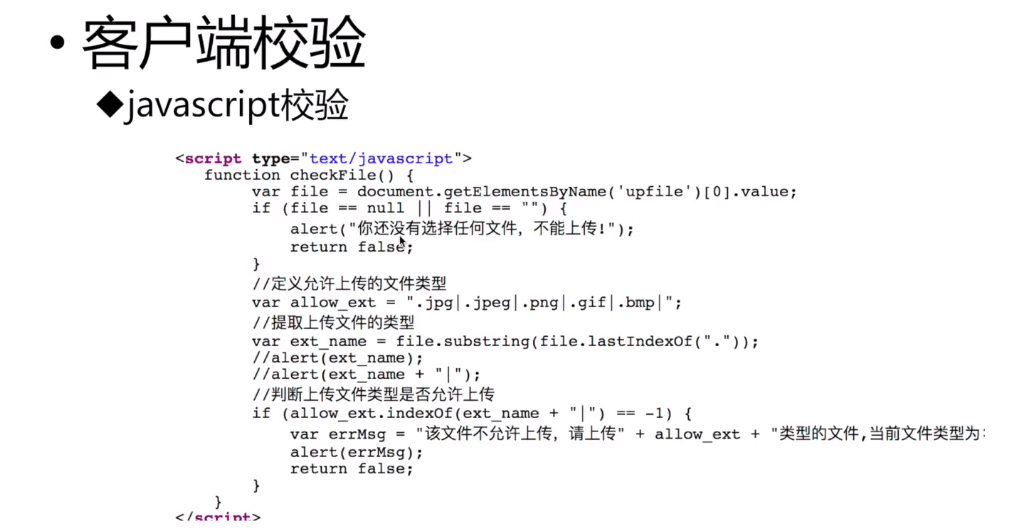 • 客户端校验
◆javascript校验
<script type="text/javascript">
function checkFile() {
var file = document.getElementsByName('upfile')[0].value;
if (file == null || file == "") {
alert("你还没有选择任何文件，不能上传!");
return false;
}
//定义允许上传的文件类型
var allow_ext = ".jpg|.jpeg|.png|.gif|.bmp|";
//提取上传文件的类型
var ext_name = file.substring(file.lastIndexOf("."));
//alert(ext_name);
//alert(ext_name + "|");
//判断上传文件类型是否允许上传
if (allow_ext.indexOf(ext_name + "|") == -1) {
var errMsg = "该文件不允许上传，请上传" + allow_ext + "类型的文件,当前文件类型为:
alert(errMsg);
return false;
}
}
</script>